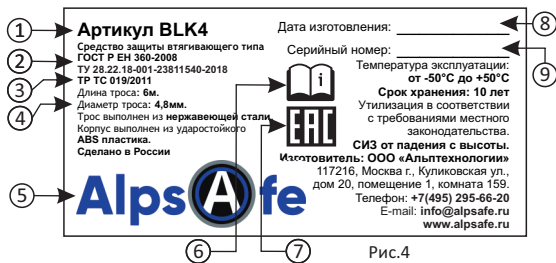 1
Артикул BLK4
Средство защиты втягивающего типа
2
ГОСТ Р ЕН 360-2008
ТУ 28.22.18-001-23811540-2018
3
ТР ТС 019/2011
Длина троса: 6м.
4
Диаметр троса: 4,8мм.
Трос выполнен из нержавеющей стали.
Корпус выполнен из ударостойкого
ABS пластика.
Сделано в России
5
AlpsAfe
6
7
i
EAC
Дата изготовления:
8
Серийный номер:
9
Температура эксплуатации:
от -50°С до +50°С
Срок хранения: 10 лет
Утилизация в соответствии
с требованиями местного
законодательства.
СИЗ от падения с высоты.
Изготовитель: ООО «Альптехнологии»
117216, Москва г., Куликовская ул.,
дом 20, помещение 1, комната 159.
Телефон: +7(495) 295-66-20
E-mail: info@alpsafe.ru
www.alpsafe.ru
Рис.4